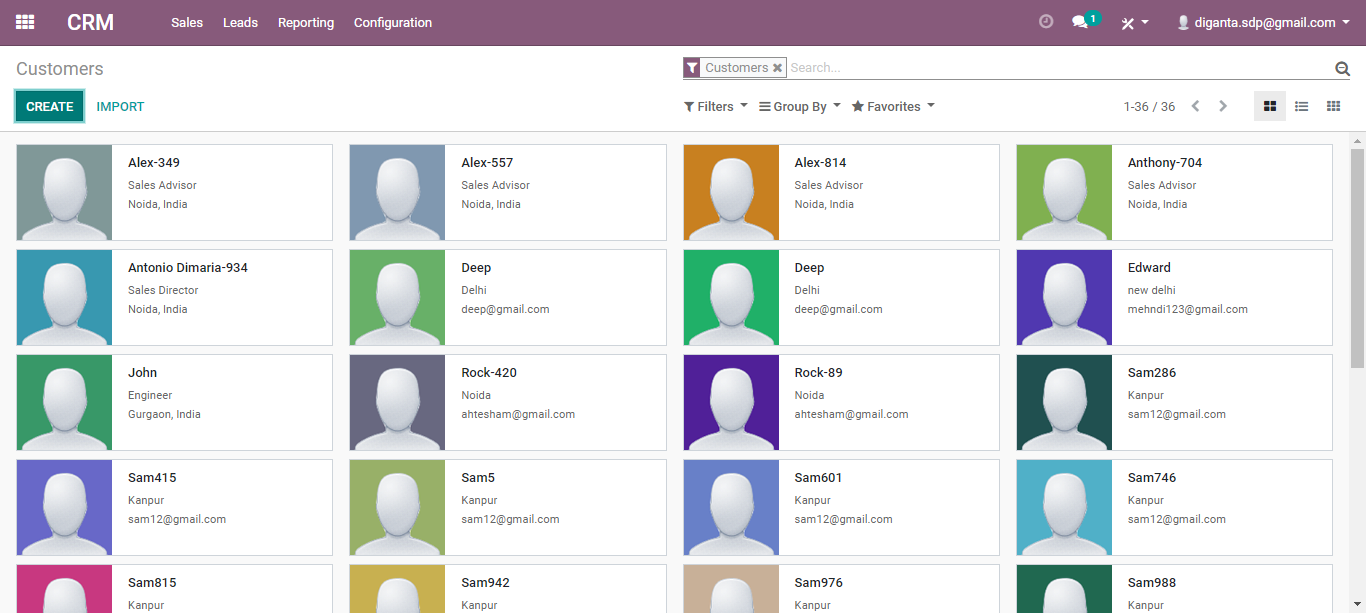 CRM Sales Leads Reporting Configuration 1 diganta.sdp@gmail.com
Customers
Customers Search...
CREATE IMPORT
Filters Group By Favorites 1-36 / 36
Alex-349
Sales Advisor
Noida, India
Alex-557
Sales Advisor
Noida, India
Alex-814
Sales Advisor
Noida, India
Anthony-704
Sales Advisor
Noida, India
Antonio Dimaria-934
Sales Director
Noida, India
Deep
Delhi
deep@gmail.com
Deep
Delhi
deep@gmail.com
Edward
new delhi
mehndi123@gmail.com
John
Engineer
Gurgaon, India
Rock-420
Noida
ahtesham@gmail.com
Rock-89
Noida
ahtesham@gmail.com
Sam286
Kanpur
sam12@gmail.com
Sam415
Kanpur
sam12@gmail.com
Sam5
Kanpur
sam12@gmail.com
Sam601
Kanpur
sam12@gmail.com
Sam746
Kanpur
sam12@gmail.com
Sam815
Kanpur
Sam942
Kanpur
Sam976
Kanpur
Sam988
Kanpur